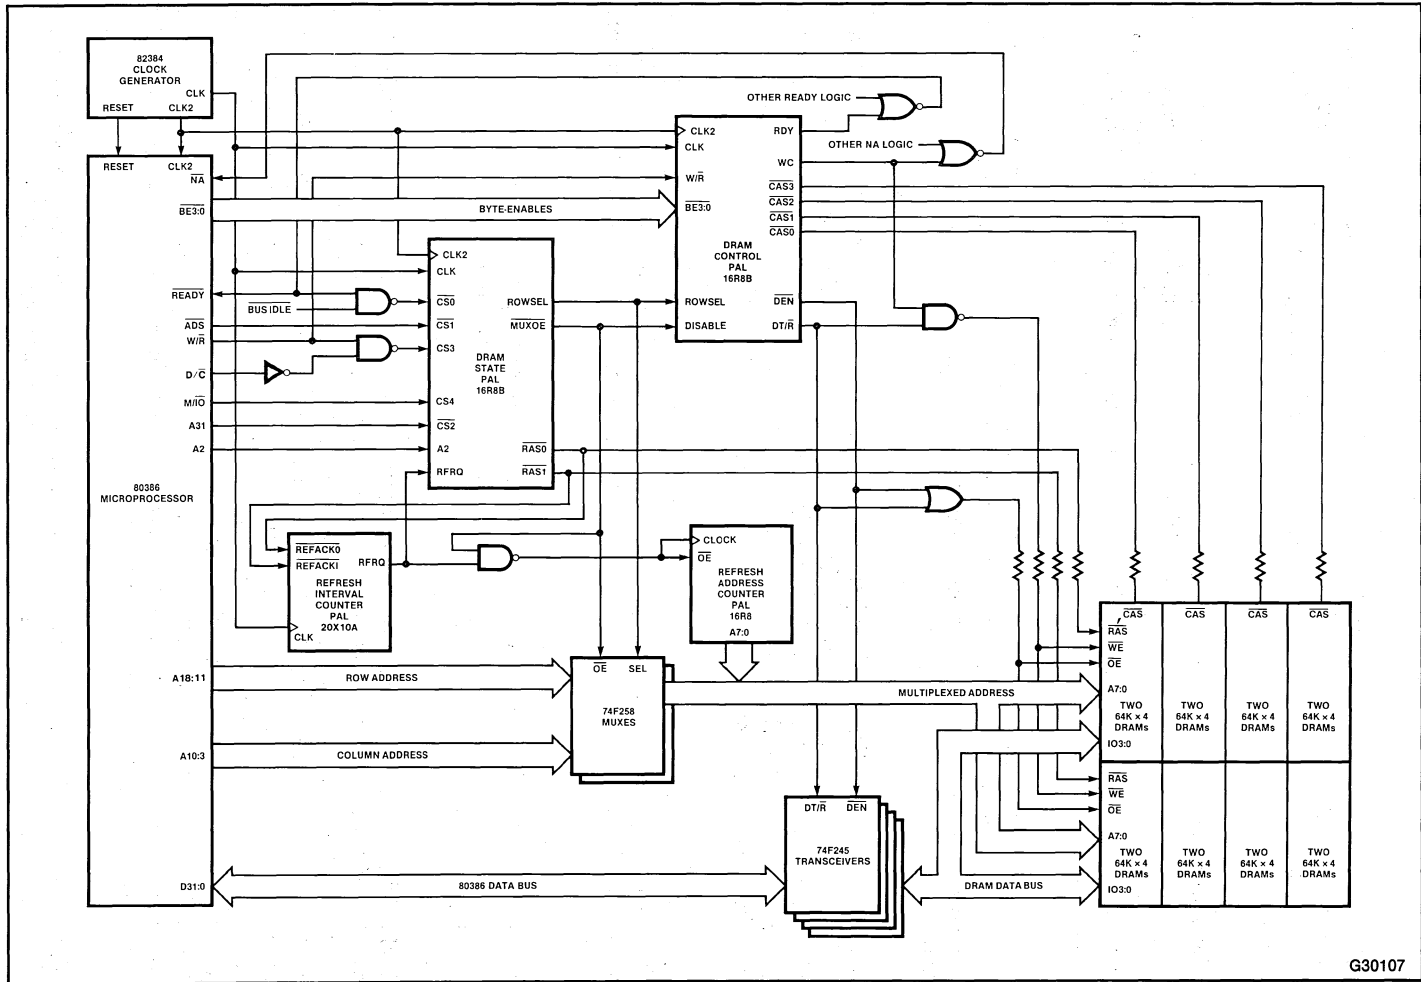 82384
CLOCK
GENERATOR
CLK
RESET CLK2
RESET CLK2
NA
BE3:0
BYTE-ENABLES
READY
BUS IDLE
ADS
W/R
D/C
M/IO
A31
A2
80386
MICROPROCESSOR
A18:11
ROW ADDRESS
A10:3
COLUMN ADDRESS
D31:0
80386 DATA BUS
CLK2
CLK
CS0
CS1
CS3
CS4
CS2
A2
RFRQ
ROWSEL
MUXOE
DRAM
STATE
PAL
16R8B
RAS0
RAS1
REFACK0
REFACKI
RFRQ
REFRESH
INTERVAL
COUNTER
PAL
20X10A
CLK
OTHER READY LOGIC
OTHER NA LOGIC
CLK2
CLK
W/R
BE3:0
ROWSEL
DISABLE
RDY
WC
CAS3
CAS2
CAS1
CAS0
DRAM
CONTROL
PAL
16R8B
DEN
DT/R
CLOCK
OE
REFRESH
ADDRESS
COUNTER
PAL
16R8
A7:0
OE SEL
74F258
MUXES
MULTIPLEXED ADDRESS
DT/R DEN
74F245
TRANSCEIVERS
DRAM DATA BUS
CAS CAS CAS CAS
RAS
WE
OE
A7:0
TWO TWO TWO TWO
64K × 4 64K × 4 64K × 4 64K × 4
DRAMs DRAMs DRAMs DRAMs
IO3:0
RAS
WE
OE
A7:0
TWO TWO TWO TWO
64K × 4 64K × 4 64K × 4 64K × 4
DRAMs DRAMs DRAMs DRAMs
IO3:0
G30107